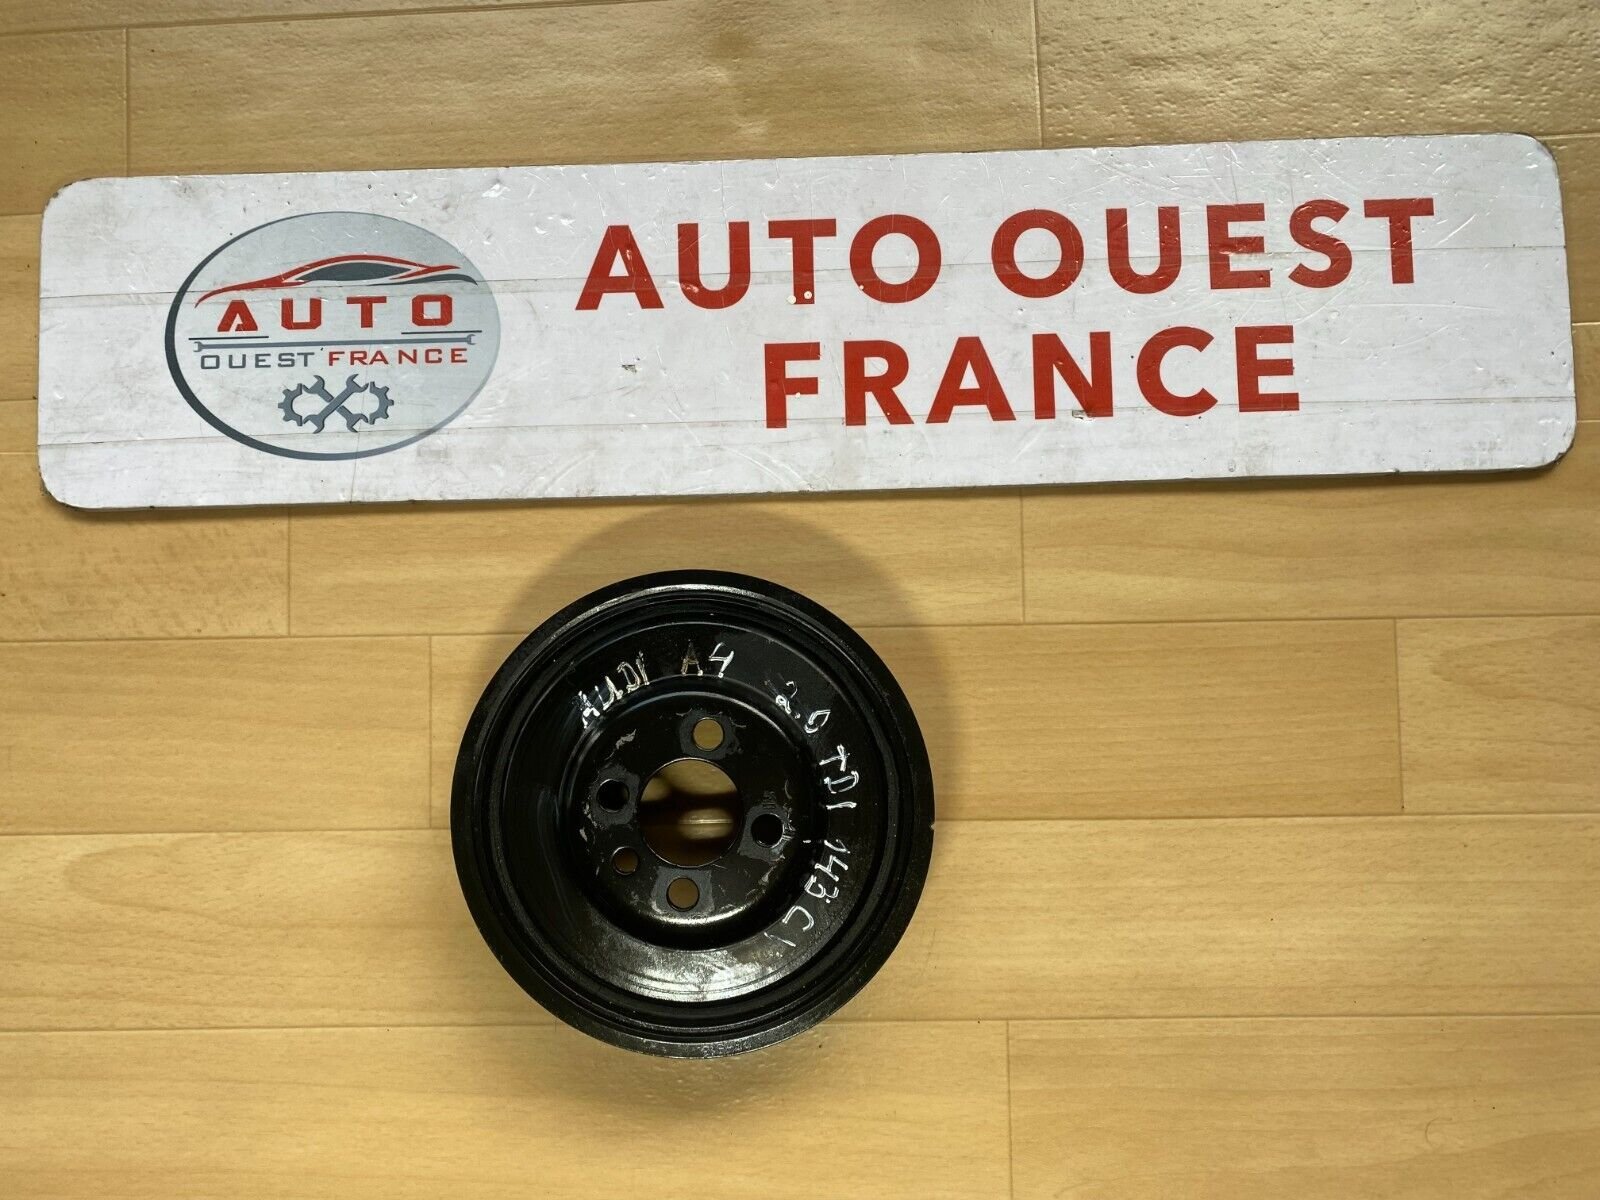 AUTO OUEST
FRANCE
AUTO
OUEST FRANCE
AUDI A4 2.0 TDI 143 CV